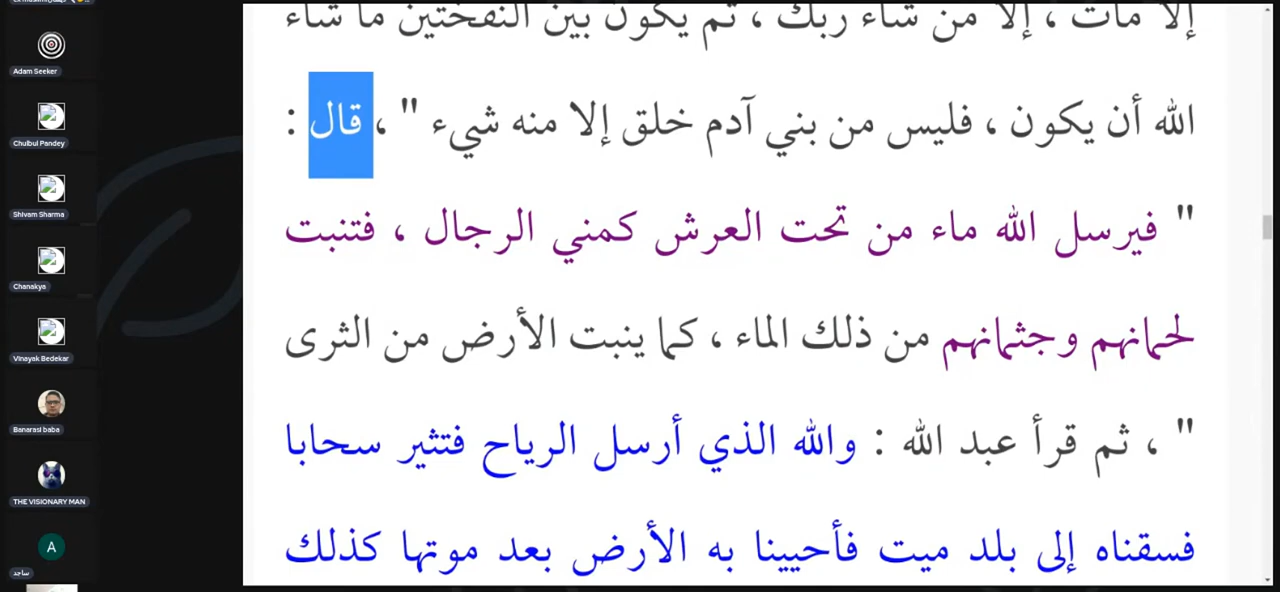 Adam Seeker
Chulbul Pandey
Shivam Sharma
Chanakya
Vinayak Bedekar
Banarasi baba
THE VISIONARY MAN
A
ساجد
إلا مات ، إلا من شاء ربك ، ثم يكون بين النفختين ما شاء
الله أن يكون ، فليس من بني آدم خلق إلا منه شيء " ، قال :
" فيرسل الله ماء من تحت العرش كمني الرجال ، فتنبت
لحمانهم وجثمانهم من ذلك الماء ، كما ينبت الأرض من الثرى
" ، ثم قرأ عبد الله : والله الذي أرسل الرياح فتثير سحابا
فسقناه إلى بلد ميت فأحيينا به الأرض بعد موتها كذلك